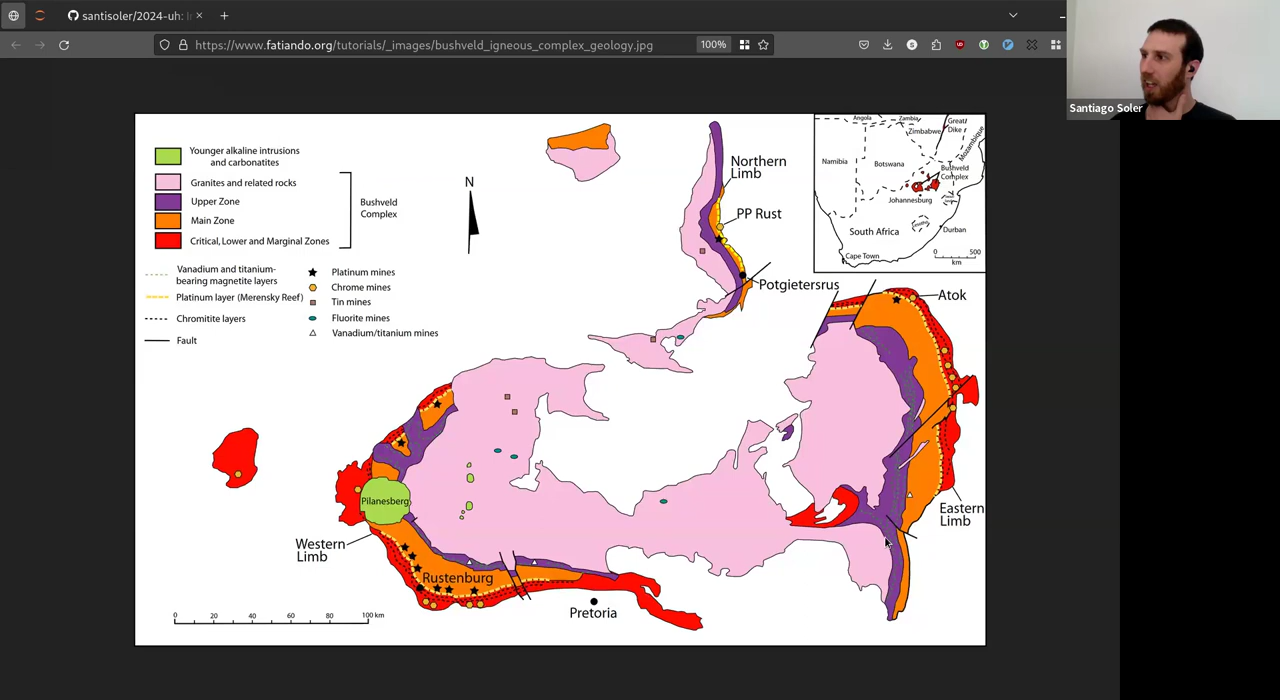 santisoler/2024-uh: I
https://www.fatiando.org/tutorials/_images/bushveld_igneous_complex_geology.jpg
100%
Santiago Soler
Younger alkaline intrusions
and carbonatites
Granites and related rocks
Upper Zone
Main Zone
Critical, Lower and Marginal Zones
Bushveld
Complex
Vanadium and titanium-
bearing magnetite layers
Platinum layer (Merensky Reef)
Chromitite layers
Fault
Platinum mines
Chrome mines
Tin mines
Fluorite mines
Vanadium/titanium mines
N
Northern
Limb
PP Rust
Potgietersrus
Angola
Zambia
Great
Dike
Zimbabwe
Mozambique
Namibia
Botswana
Bushveld
Complex
Johannesburg
Lesotho
South Africa
Durban
Cape Town
0 500
km
Atok
Pilanesberg
Eastern
Limb
Western
Limb
Rustenburg
Pretoria
0 20 40 60 80 100 km